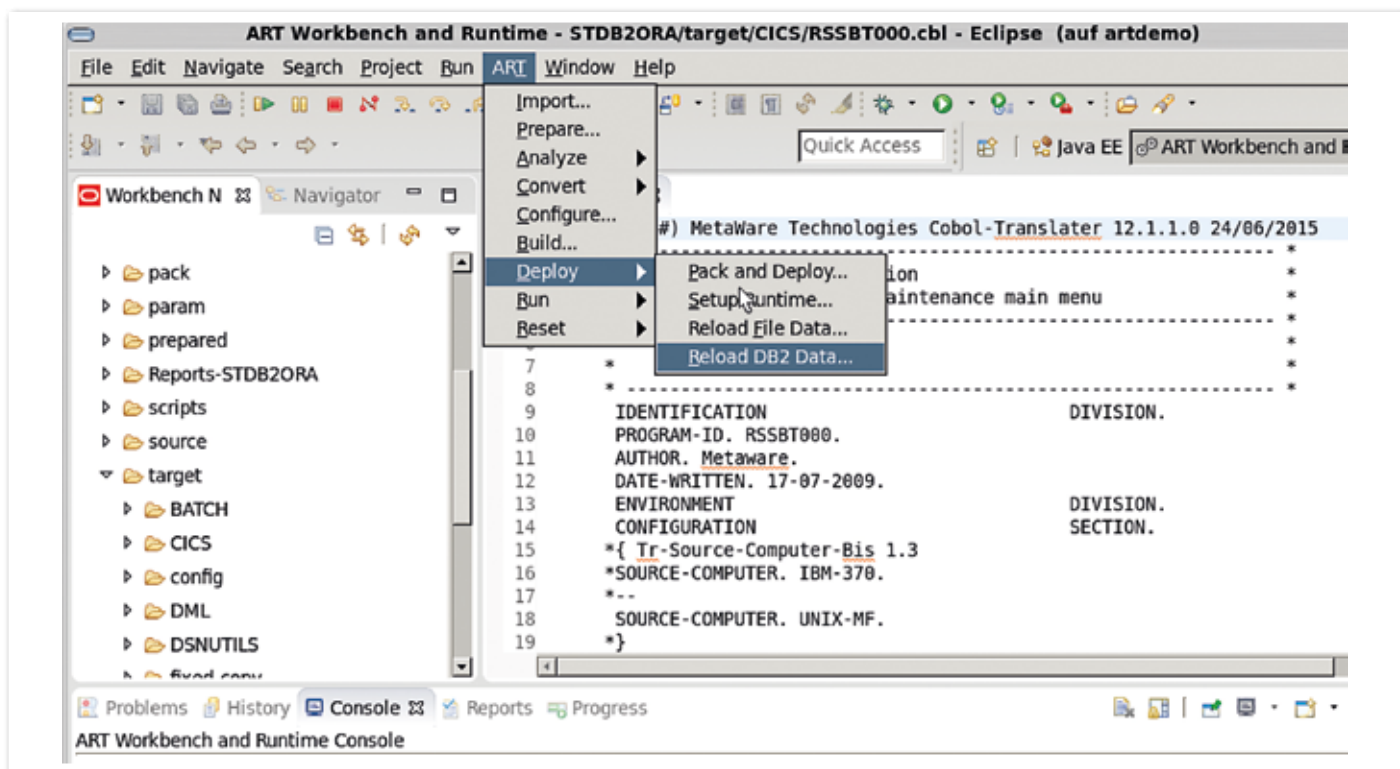 ART Workbench and Runtime - STDB2ORA/target/CICS/RSSBT000.cbl - Eclipse (auf artdemo)
File Edit Navigate Search Project Run ART Window Help
Import...
Prepare...
Quick Access
Java EE
ART Workbench and
Analyze
Convert
Configure...
Build...
Deploy
Run
Reset
Pack and Deploy...
Setup Runtime...
Reload File Data...
Reload DB2 Data...
Workbench N
Navigator
pack
param
prepared
Reports-STDB2ORA
scripts
source
target
BATCH
CICS
config
DML
DSNUTILS
#) MetaWare Technologies Cobol-Translater 12.1.1.0 24/06/2015
---------------------------------------- *
ion *
aintenance main menu *
---------------------------------------- *
*
7 * *
8 * ---------------------------------------------------------------- *
9 IDENTIFICATION DIVISION.
10 PROGRAM-ID. RSSBT000.
11 AUTHOR. Metaware.
12 DATE-WRITTEN. 17-07-2009.
13 ENVIRONMENT DIVISION.
14 CONFIGURATION SECTION.
15 *{ Tr-Source-Computer-Bis 1.3
16 *SOURCE-COMPUTER. IBM-370.
17 *--
18 SOURCE-COMPUTER. UNIX-MF.
19 *}
Problems History Console Reports Progress
ART Workbench and Runtime Console